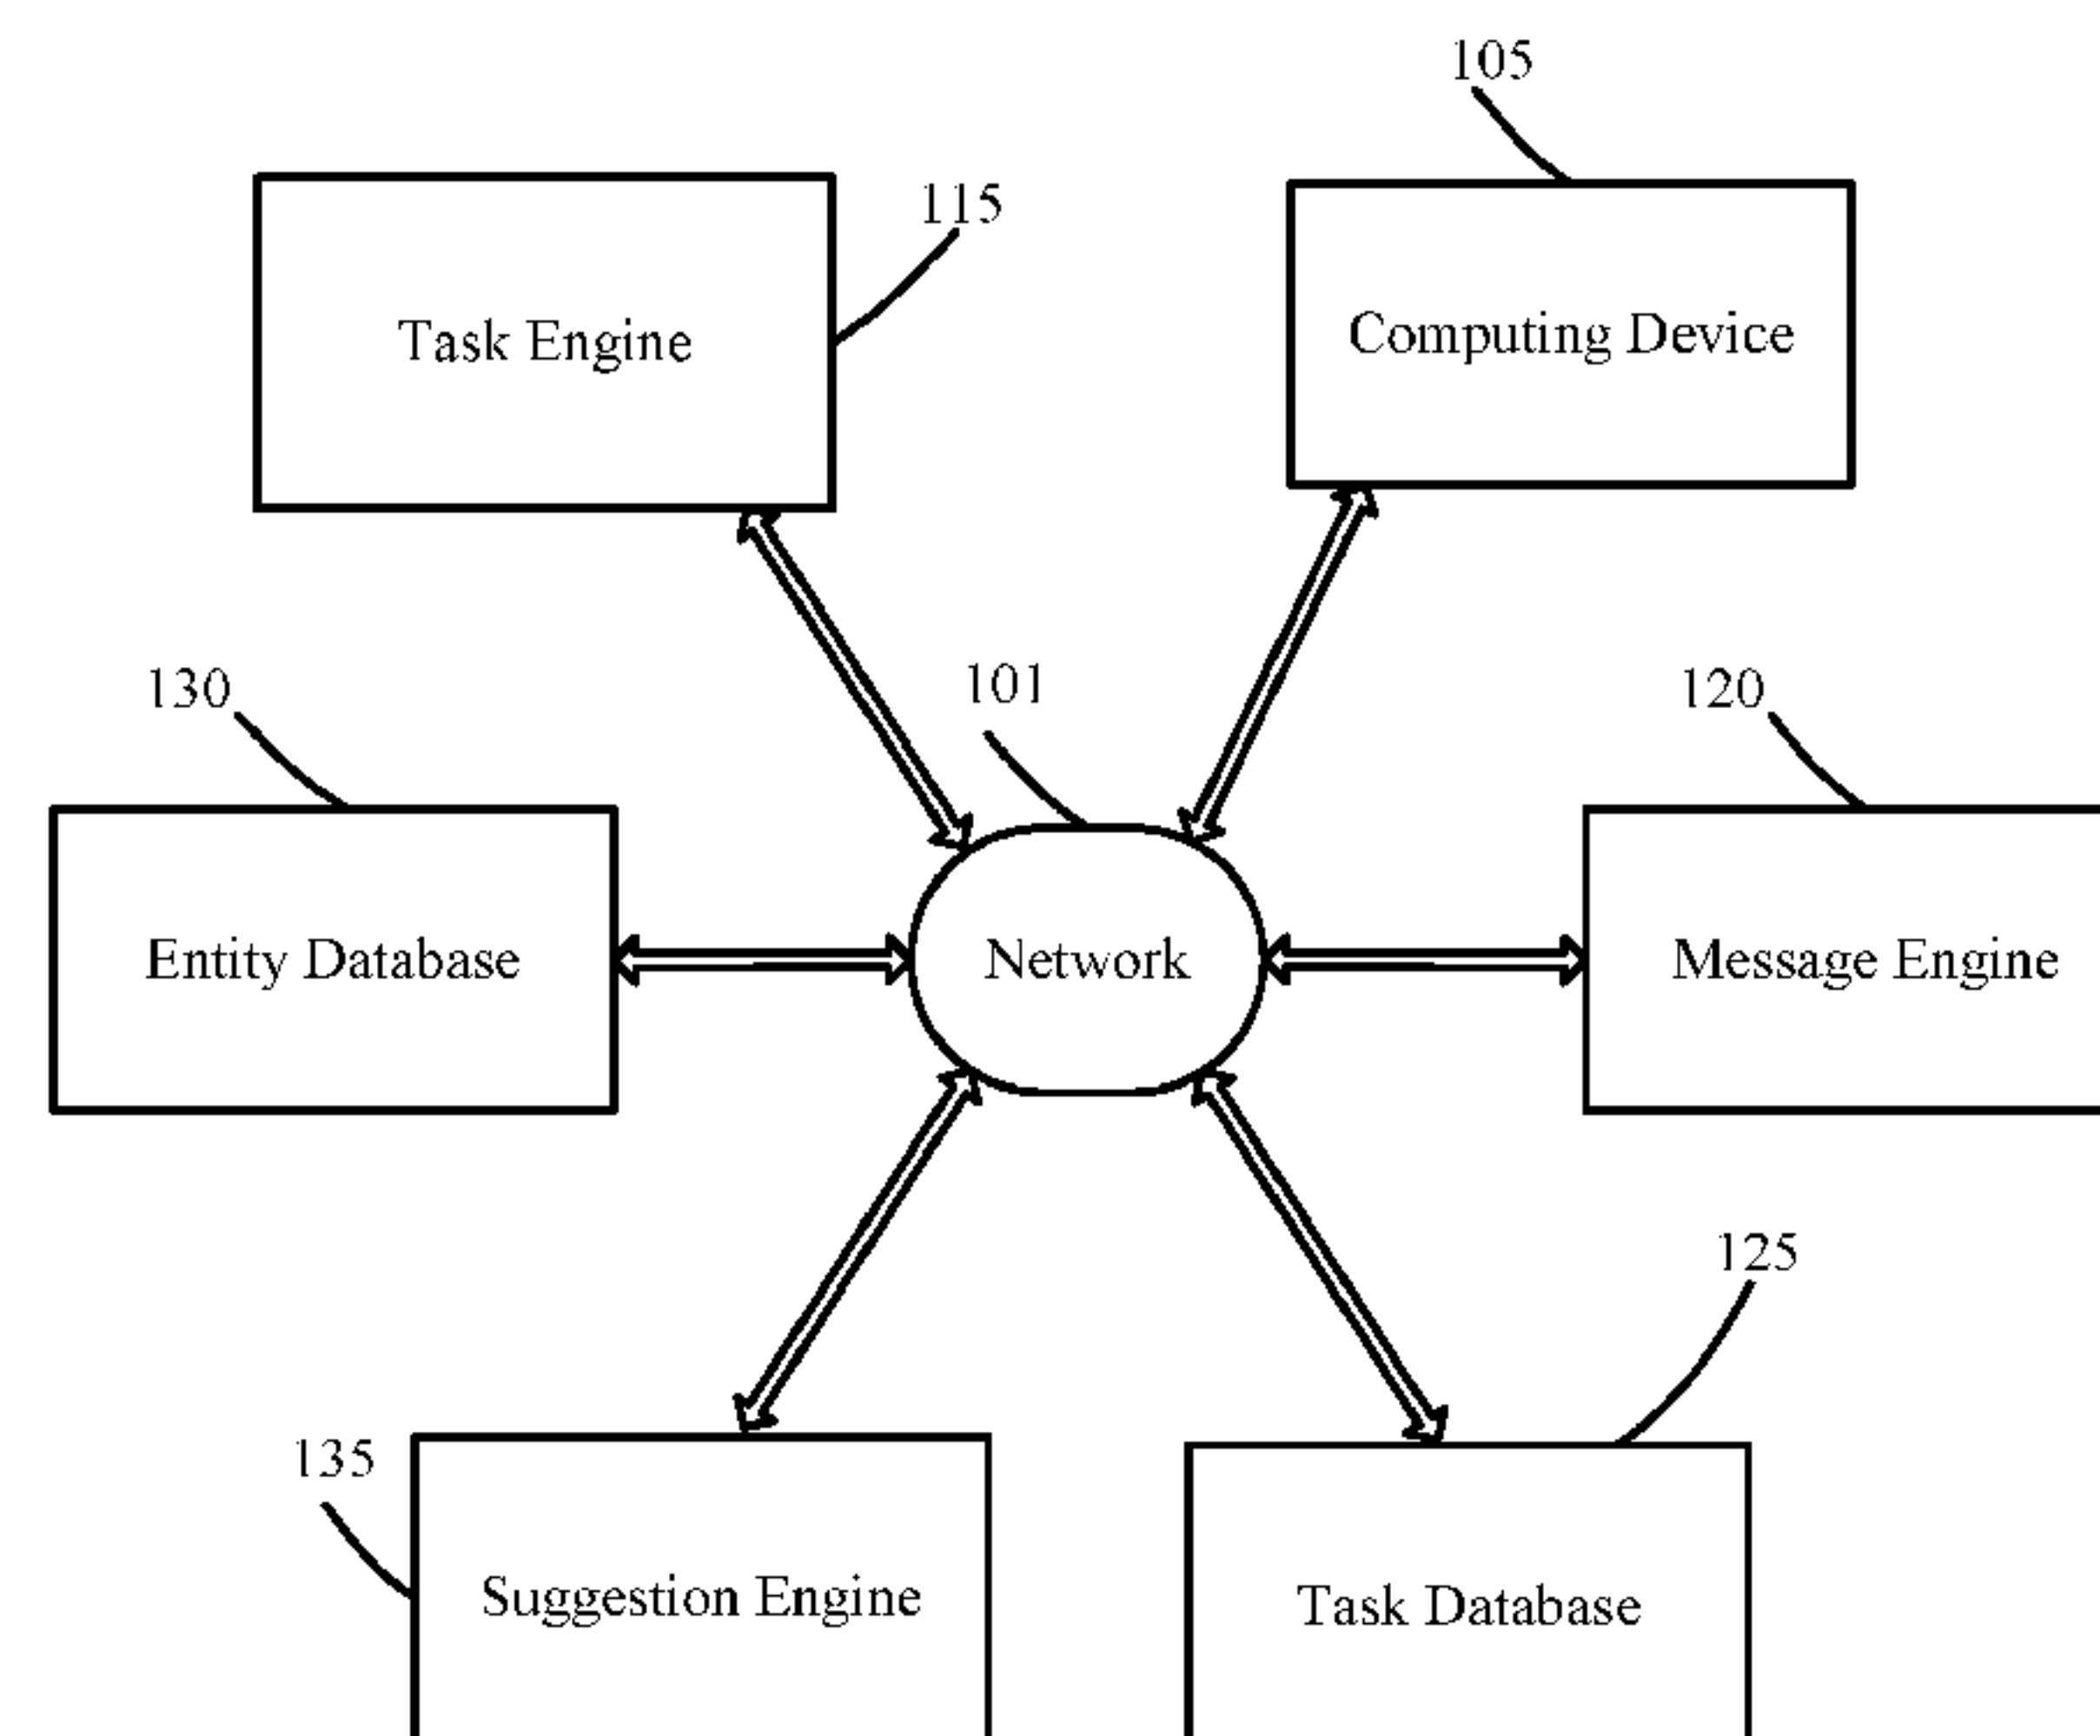 105
115
Task Engine
Computing Device
130
101
120
Entity Database
Network
Message Engine
125
135
Suggestion Engine
Task Database